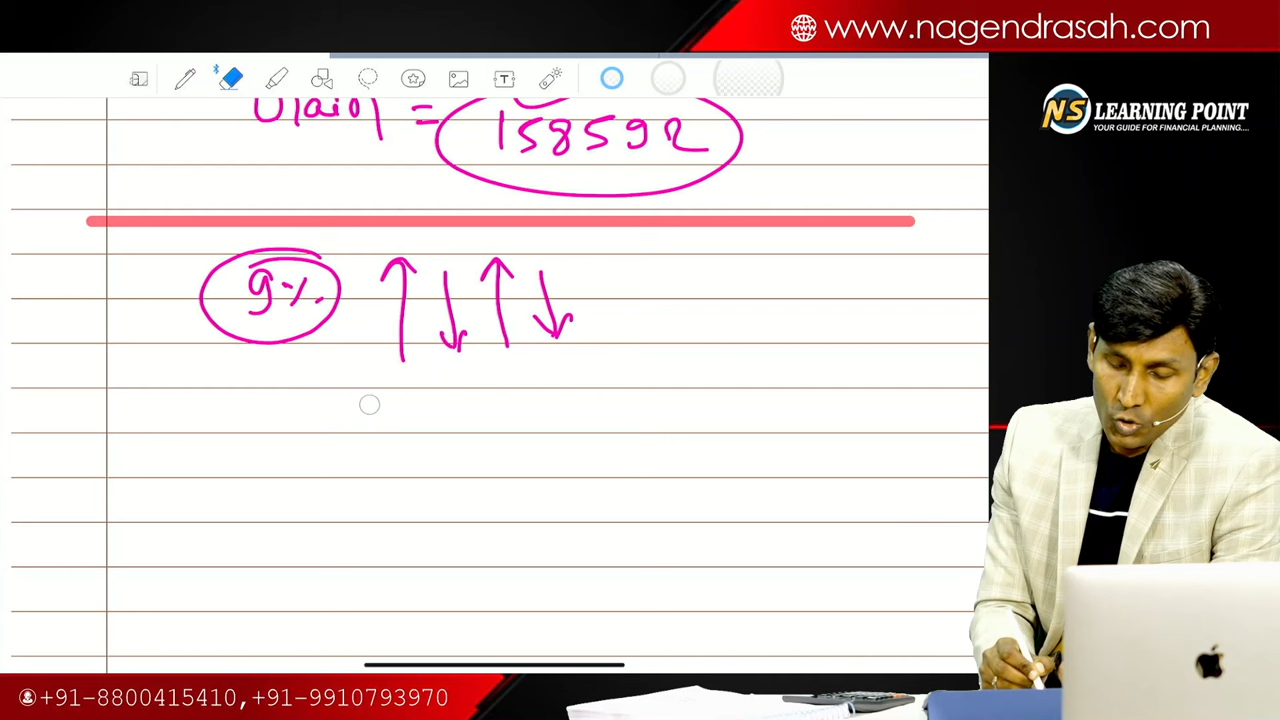 www.nagendrasah.com
NS LEARNING POINT
YOUR GUIDE FOR FINANCIAL PLANNING....
= 158592
9%
T
+91-8800415410,+91-9910793970